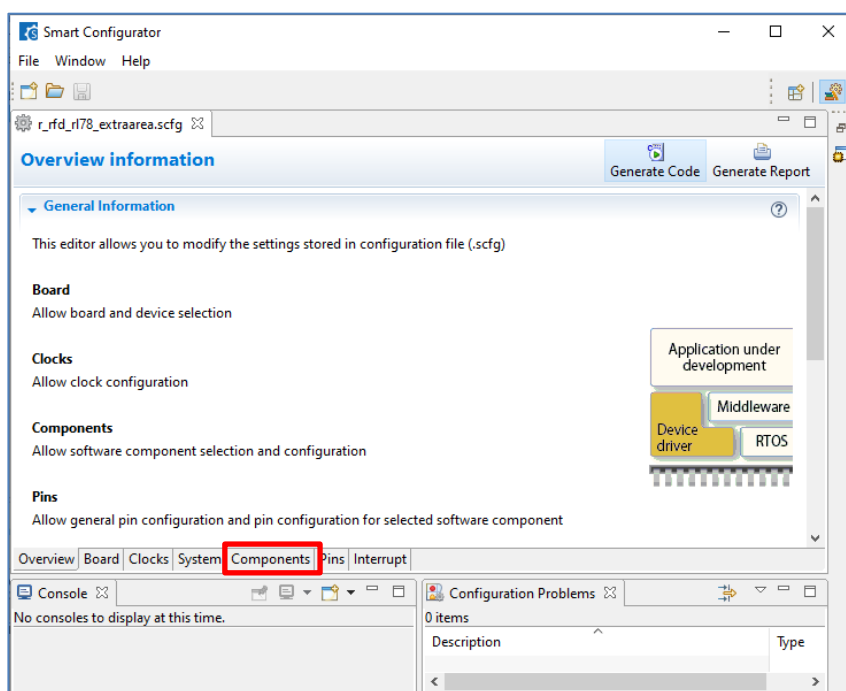 Smart Configurator
File Window Help
r_rfd_rl78_extraarea.scfg
Overview information
Generate Code Generate Report
General Information
This editor allows you to modify the settings stored in configuration file (.scfg)
Board
Allow board and device selection
Clocks
Allow clock configuration
Components
Allow software component selection and configuration
Pins
Allow general pin configuration and pin configuration for selected software component
Application under
development
Middleware
Device
driver
RTOS
Overview Board Clocks System Components Pins Interrupt
Console
No consoles to display at this time.
Configuration Problems
0 items
Description Type